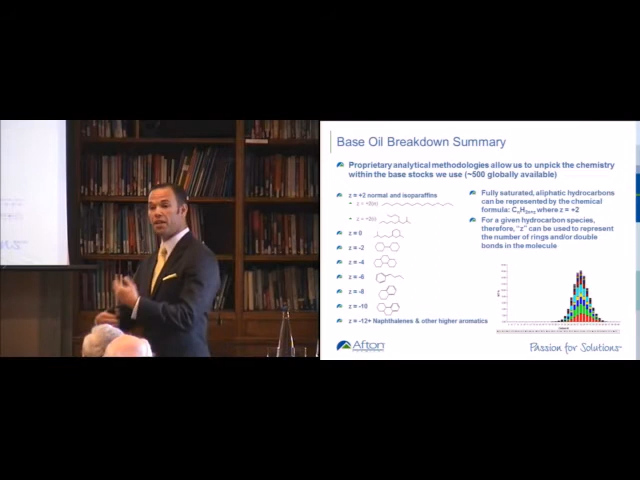 Base Oil Breakdown Summary
Proprietary analytical methodologies allow us to unpick the chemistry
within the base stocks we use (~500 globally available)
z = +2 normal and isoparaffins
z = +2(n)
z = +2(i)
z = 0
z = -2
z = -4
z = -6
z = -8
z = -10
z = -12+ Naphthalenes & other higher aromatics
Fully saturated, aliphatic hydrocarbons
can be represented by the chemical
formula: CnH2n+z where z = +2
For a given hydrocarbon species,
therefore, "z" can be used to represent
the number of rings and/or double
bonds in the molecule
Afton
Passion for Solutions